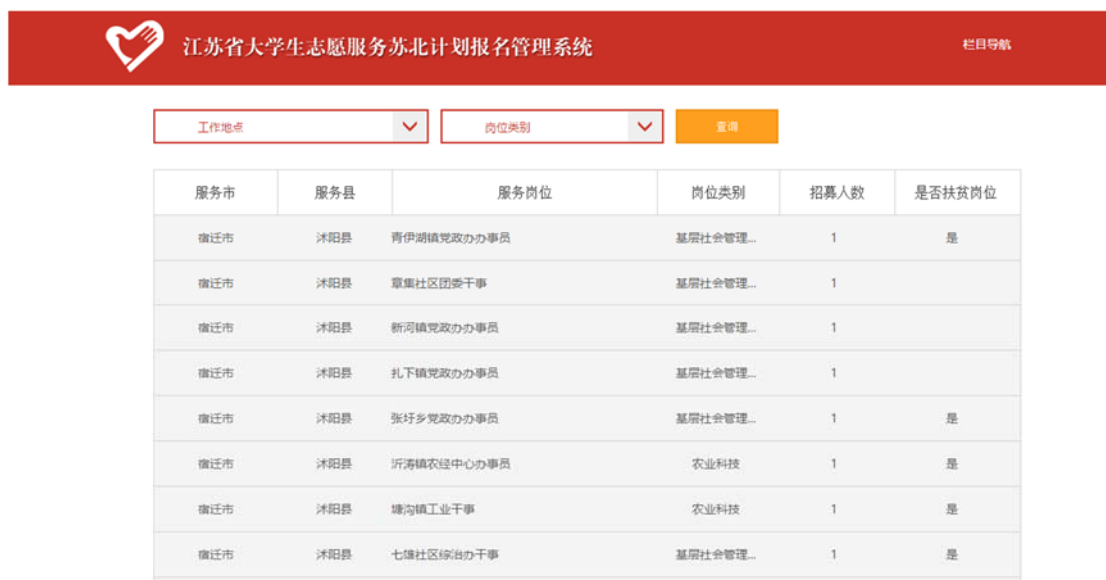 江苏省大学生志愿服务苏北计划报名管理系统 栏目导航
工作地点 岗位类别 查询
服务市 服务县 服务岗位 岗位类别 招募人数 是否扶贫岗位
宿迁市 沭阳县 青伊湖镇党政办办事员 基层社会管理... 1 是
宿迁市 沭阳县 章集社区团委干事 基层社会管理... 1
宿迁市 沭阳县 新河镇党政办办事员 基层社会管理... 1
宿迁市 沭阳县 扎下镇党政办办事员 基层社会管理... 1
宿迁市 沭阳县 张圩乡党政办办事员 基层社会管理... 1 是
宿迁市 沭阳县 沂涛镇农经中心办事员 农业科技 1 是
宿迁市 沭阳县 塘沟镇工业干事 农业科技 1 是
宿迁市 沭阳县 七雄社区综治办干事 基层社会管理... 1 是